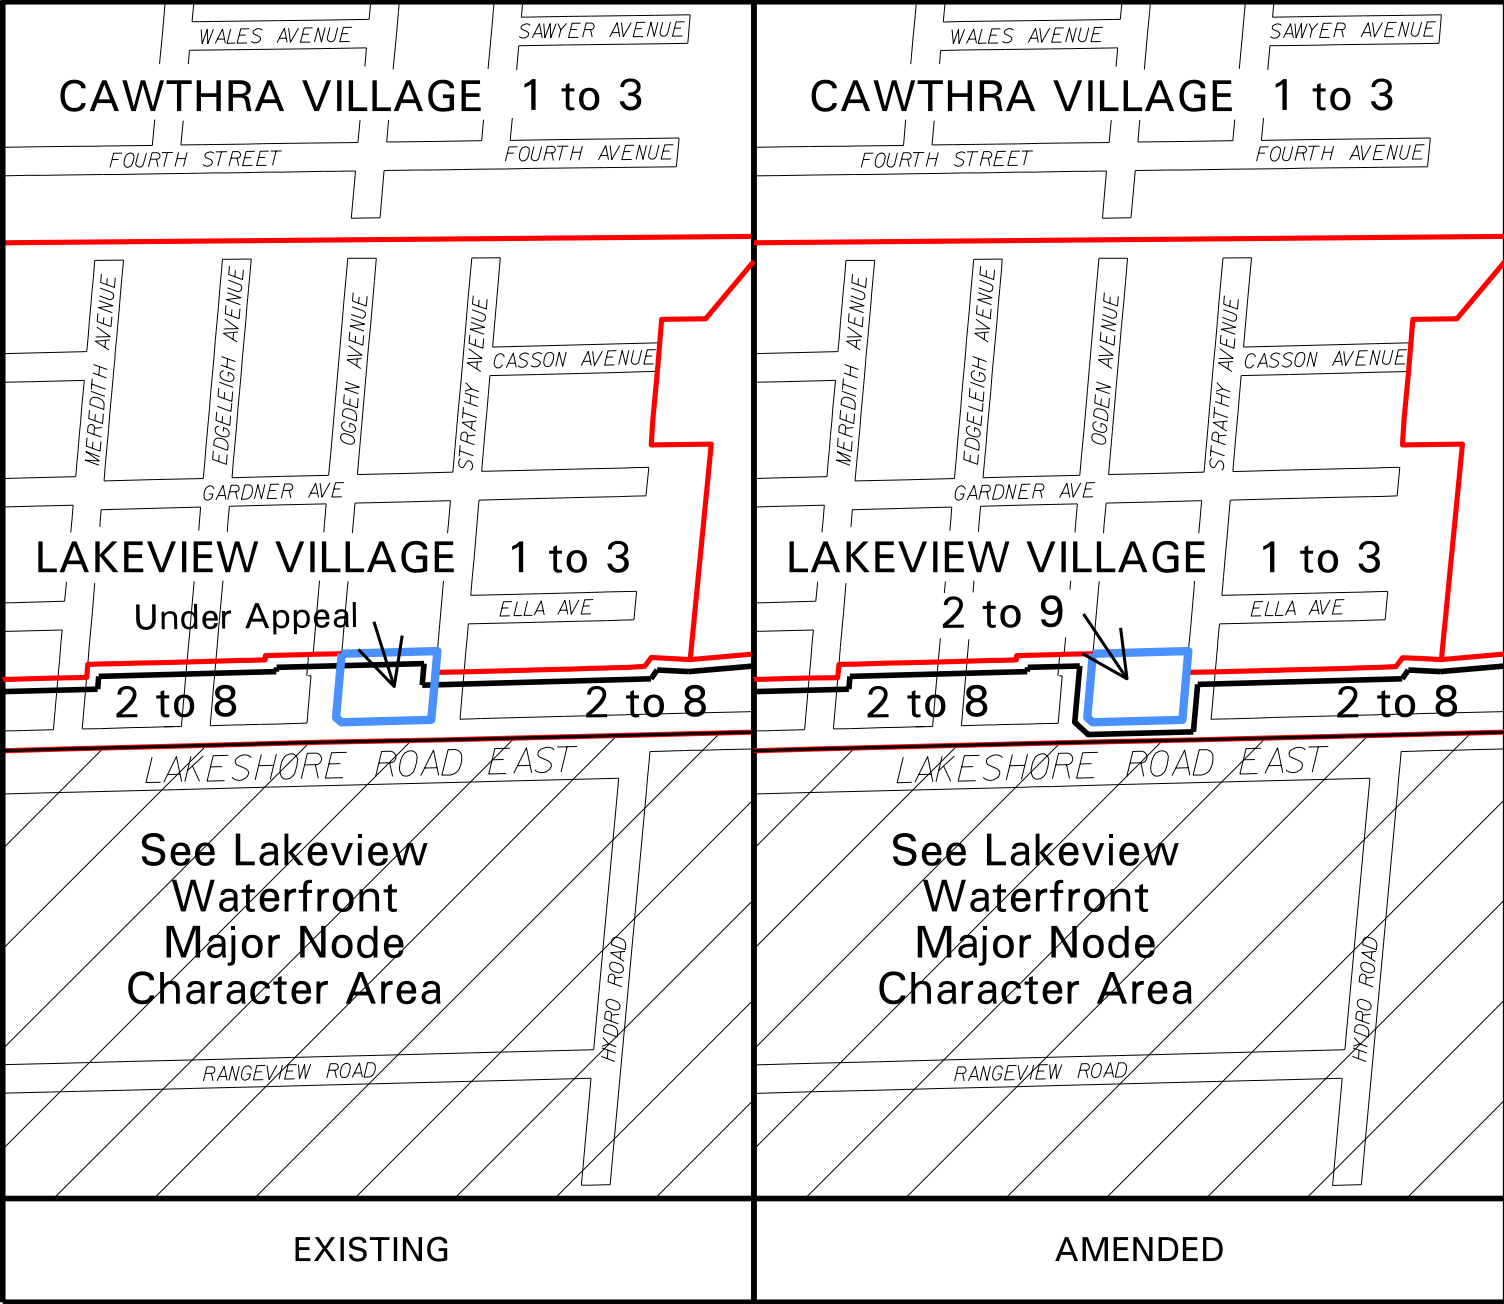 WALES AVENUE
SAWYER AVENUE
CAWTHRA VILLAGE 1 to 3
FOURTH STREET
FOURTH AVENUE
MEREDITH AVENUE
EDGELEIGH AVENUE
OGDEN AVENUE
STRATHY AVENUE
CASSON AVENUE
GARDNER AVE
LAKEVIEW VILLAGE 1 to 3
Under Appeal
ELLA AVE
2 to 8
2 to 8
LAKESHORE ROAD EAST
See Lakeview
Waterfront
Major Node
Character Area
HYDRO ROAD
RANGEVIEW ROAD
EXISTING
WALES AVENUE
SAWYER AVENUE
CAWTHRA VILLAGE 1 to 3
FOURTH STREET
FOURTH AVENUE
MEREDITH AVENUE
EDGELEIGH AVENUE
OGDEN AVENUE
STRATHY AVENUE
CASSON AVENUE
GARDNER AVE
LAKEVIEW VILLAGE 1 to 3
2 to 9
ELLA AVE
2 to 8
2 to 8
LAKESHORE ROAD EAST
See Lakeview
Waterfront
Major Node
Character Area
HYDRO ROAD
RANGEVIEW ROAD
AMENDED